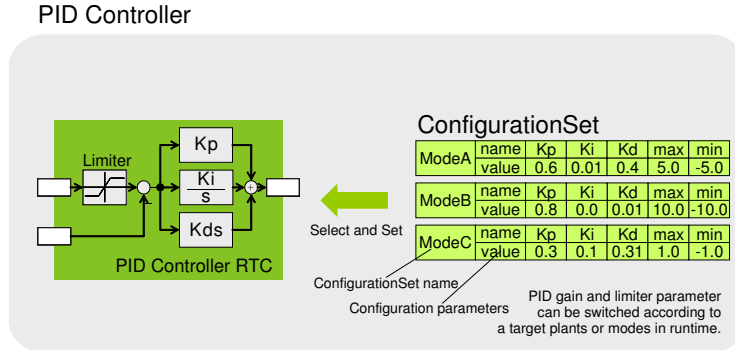 PID Controller
Limiter
Kp
Ki
s
Kds
PID Controller RTC
Select and Set
ConfigurationSet
ModeA name Kp Ki Kd max min
value 0.6 0.01 0.4 5.0 -5.0
ModeB name Kp Ki Kd max min
value 0.8 0.0 0.01 10.0 -10.0
ModeC name Kp Ki Kd max min
value 0.3 0.1 0.31 1.0 -1.0
ConfigurationSet name
Configuration parameters
PID gain and limiter parameter
can be switched according to
a target plants or modes in runtime.